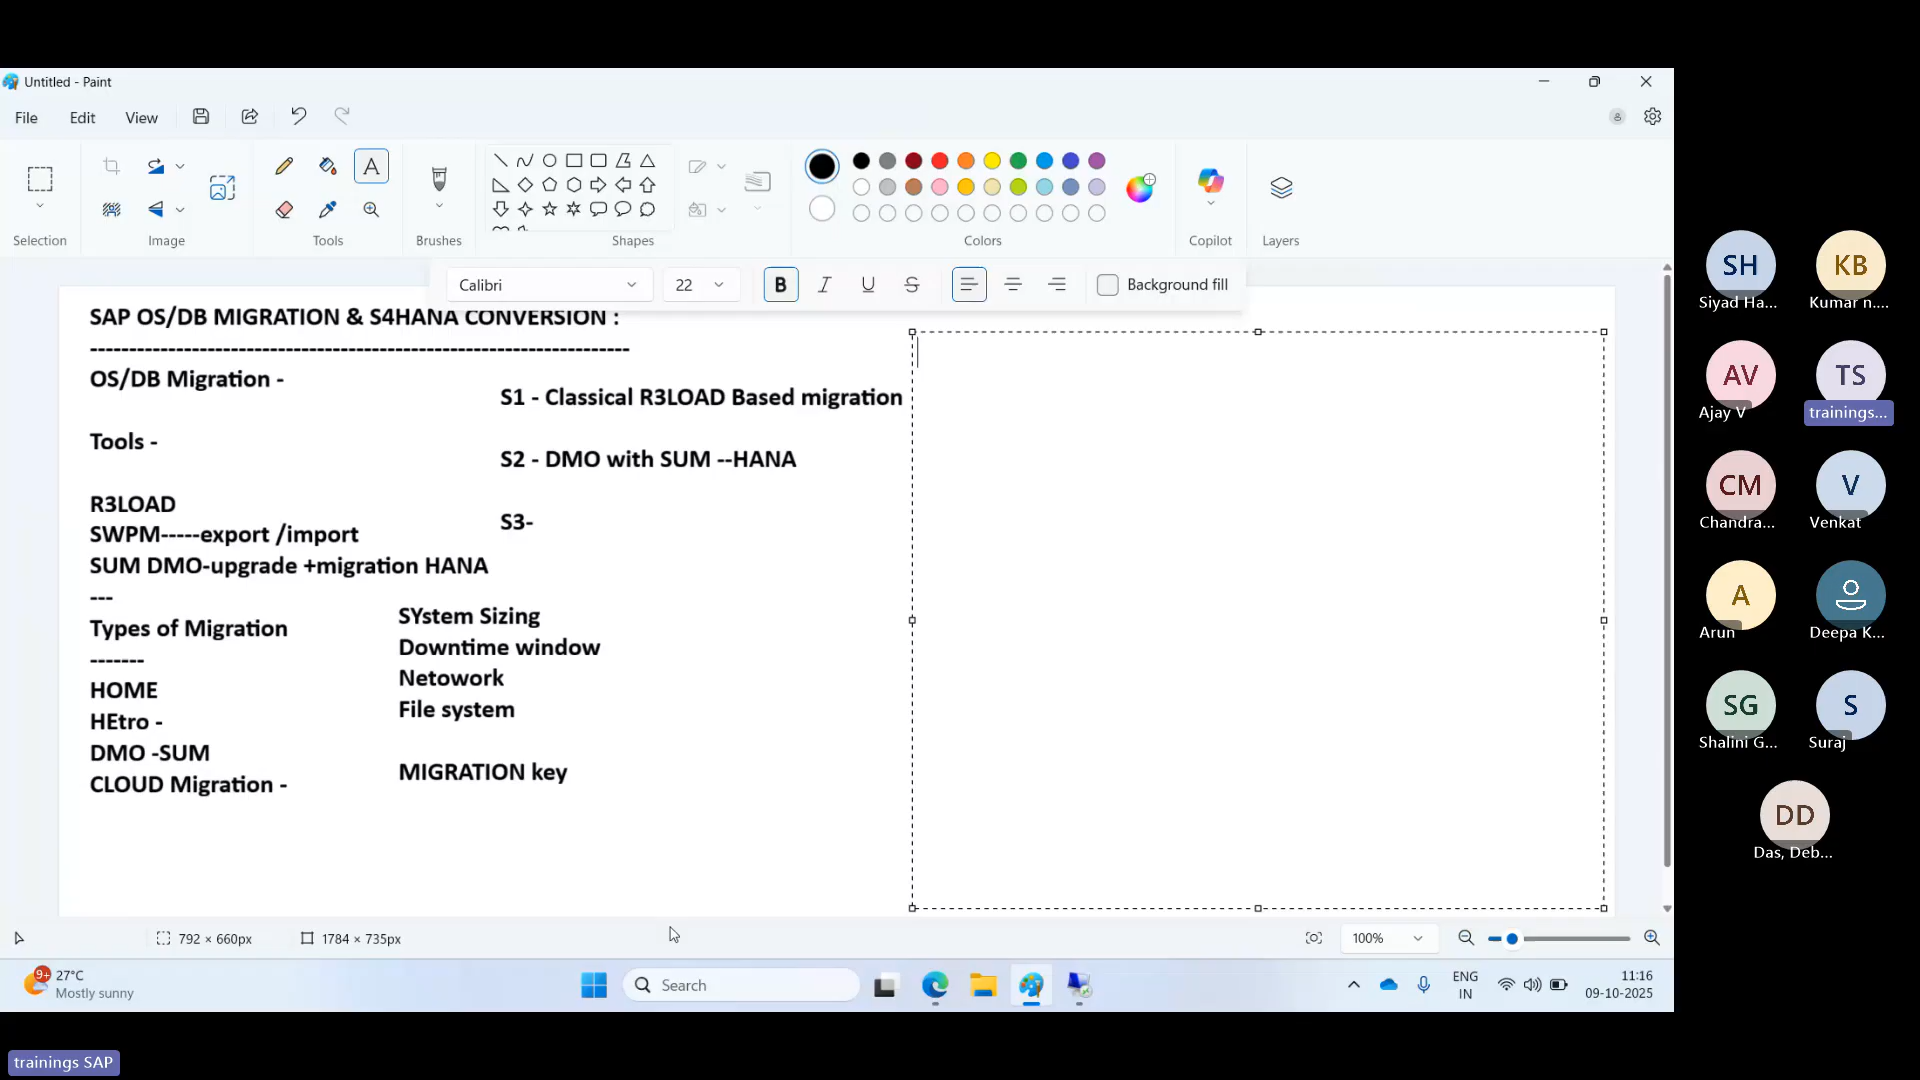 Untitled - Paint
File
Edit
View
Selection
Image
Tools
Brushes
Shapes
Colors
Copilot
Layers
Calibri
22
B
Background fill
SAP OS/DB MIGRATION & S4HANA CONVERSION :
---------------------------------------------------------------------
OS/DB Migration -
Tools -
R3LOAD
SWPM-----export /import
SUM DMO-upgrade +migration HANA
---
Types of Migration
-------
HOME
HEtro -
DMO -SUM
CLOUD Migration -
S1 - Classical R3LOAD Based migration
S2 - DMO with SUM --HANA
S3-
SYstem Sizing
Downtime window
Netowork
File system
MIGRATION key
792 × 660px
1784 × 735px
100%
9+
27°C
Mostly sunny
Search
ENG
IN
11:16
09-10-2025
SH
Siyad Ha...
KB
Kumar n....
AV
Ajay V
TS
trainings...
CM
Chandra...
V
Venkat
A
Arun
Deepa K...
SG
Shalini G...
S
Suraj
DD
Das, Deb...
trainings SAP